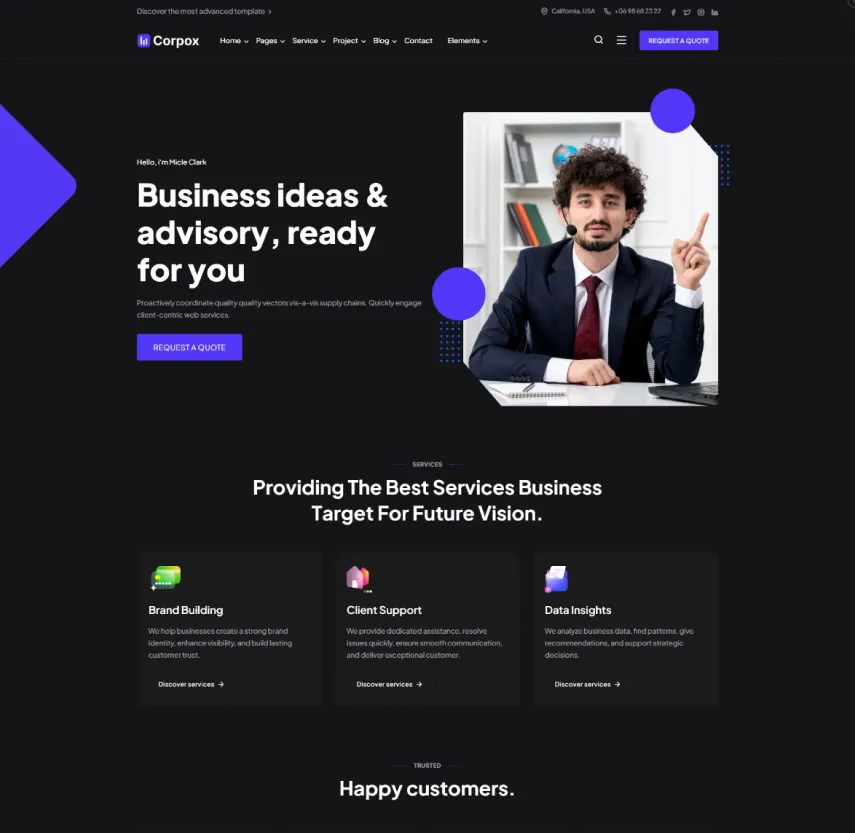 Discover the most advanced template >
California, USA
+06 98 68 23 22
Corpox
Home Pages Service Project Blog Contact Elements
REQUEST A QUOTE
Hello, i'm Micle Clark
Business ideas &
advisory, ready
for you
Proactively coordinate quality quality vectors vis-a-vis supply chains. Quickly engage
client-centric web services.
REQUEST A QUOTE
SERVICES
Providing The Best Services Business
Target For Future Vision.
Brand Building
We help businesses create a strong brand
identity, enhance visibility, and build lasting
customer trust.
Discover services →
Client Support
We provide dedicated assistance, resolve
issues quickly, ensure smooth communication,
and deliver exceptional customer.
Discover services →
Data Insights
We analyze business data, find patterns, give
recommendations, and support strategic
decisions.
Discover services →
TRUSTED
Happy customers.